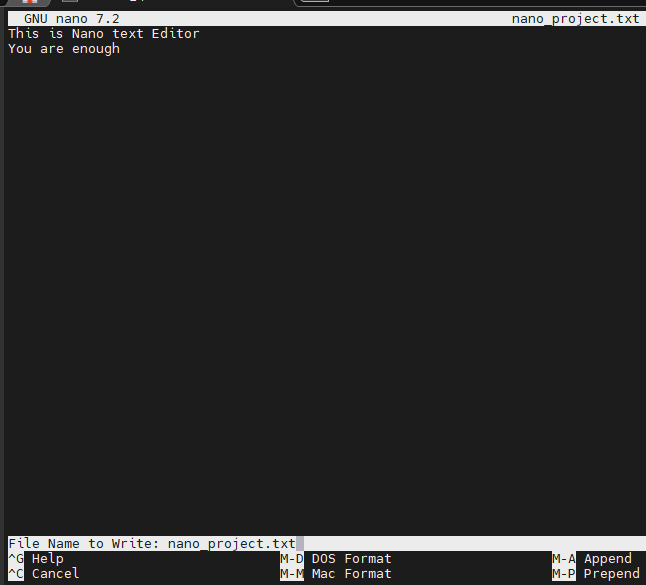 GNU nano 7.2 nano_project.txt
This is Nano text Editor
You are enough
File Name to Write: nano_project.txt
^G Help M-D DOS Format M-A Append
^C Cancel M-M Mac Format M-P Prepend